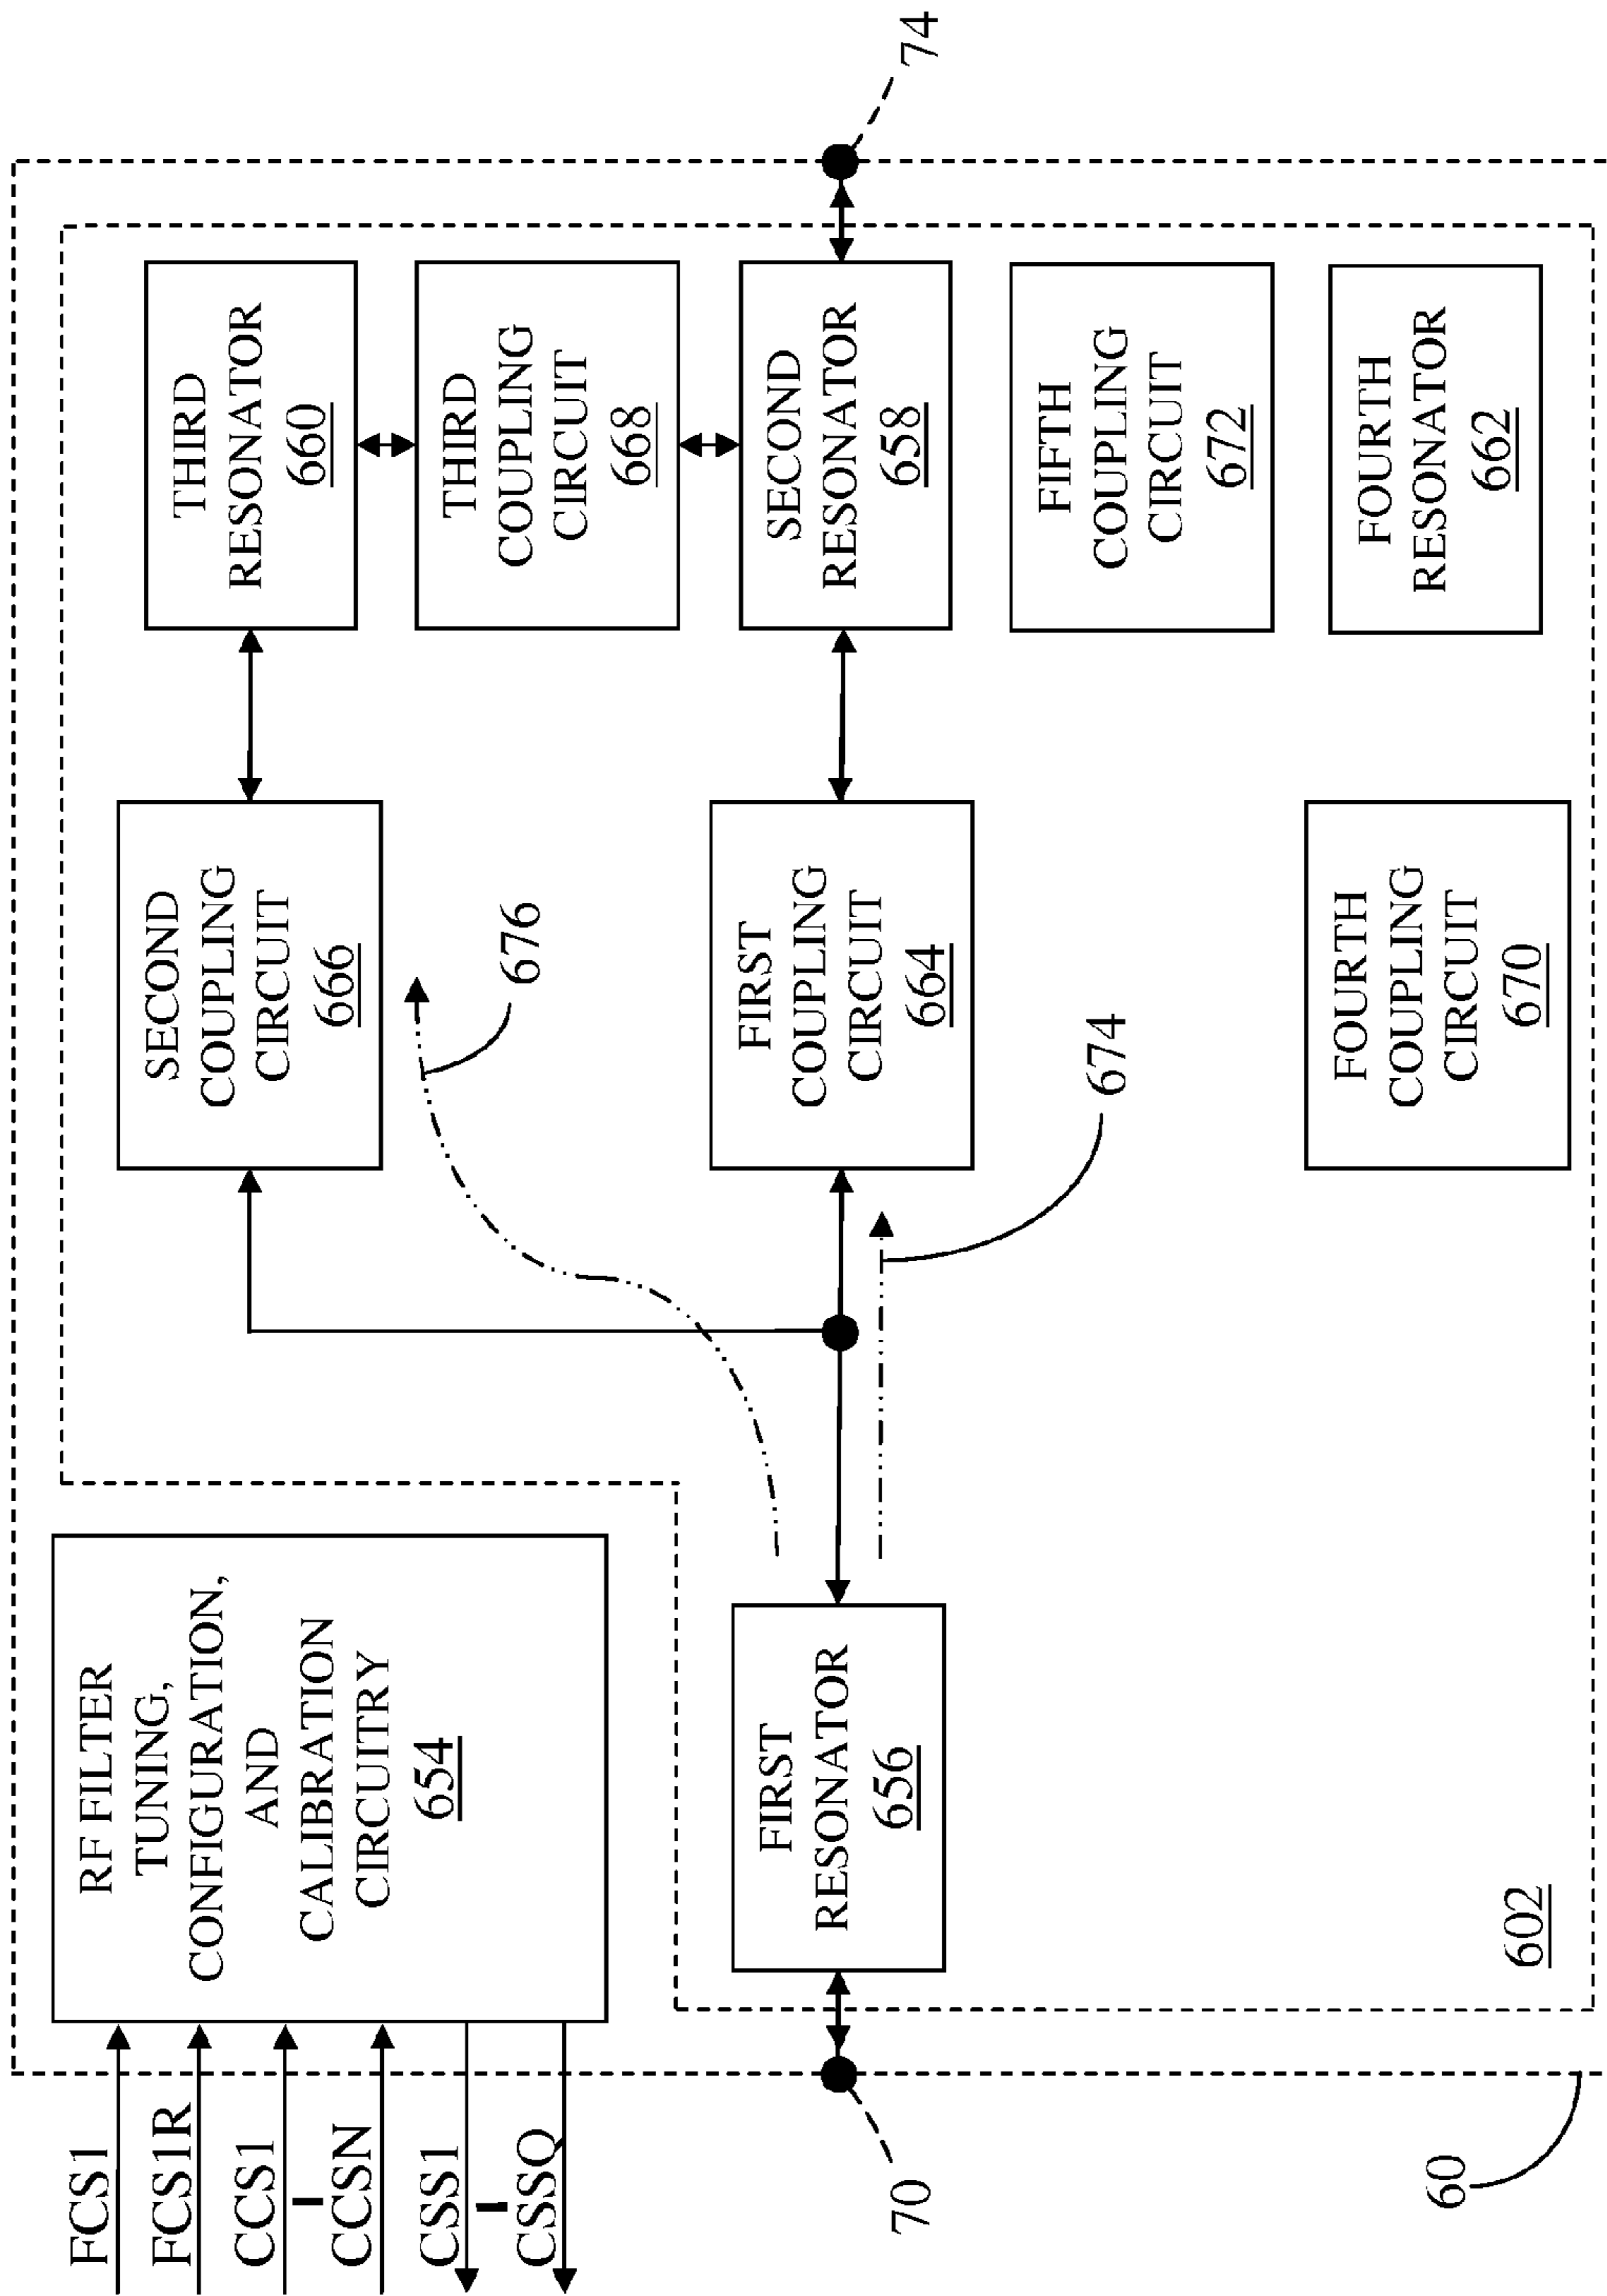 FCS1
FCS1R
CCS1
CCSN
CSS1
CSSQ
RF FILTER
TUNING,
CONFIGURATION,
AND
CALIBRATION
CIRCUITRY
654
SECOND
COUPLING
CIRCUIT
666
THIRD
RESONATOR
660
676
THIRD
COUPLING
CIRCUIT
668
70
FIRST
RESONATOR
656
FIRST
COUPLING
CIRCUIT
664
SECOND
RESONATOR
658
74
674
FIFTH
COUPLING
CIRCUIT
672
FOURTH
COUPLING
CIRCUIT
670
FOURTH
RESONATOR
662
602
60